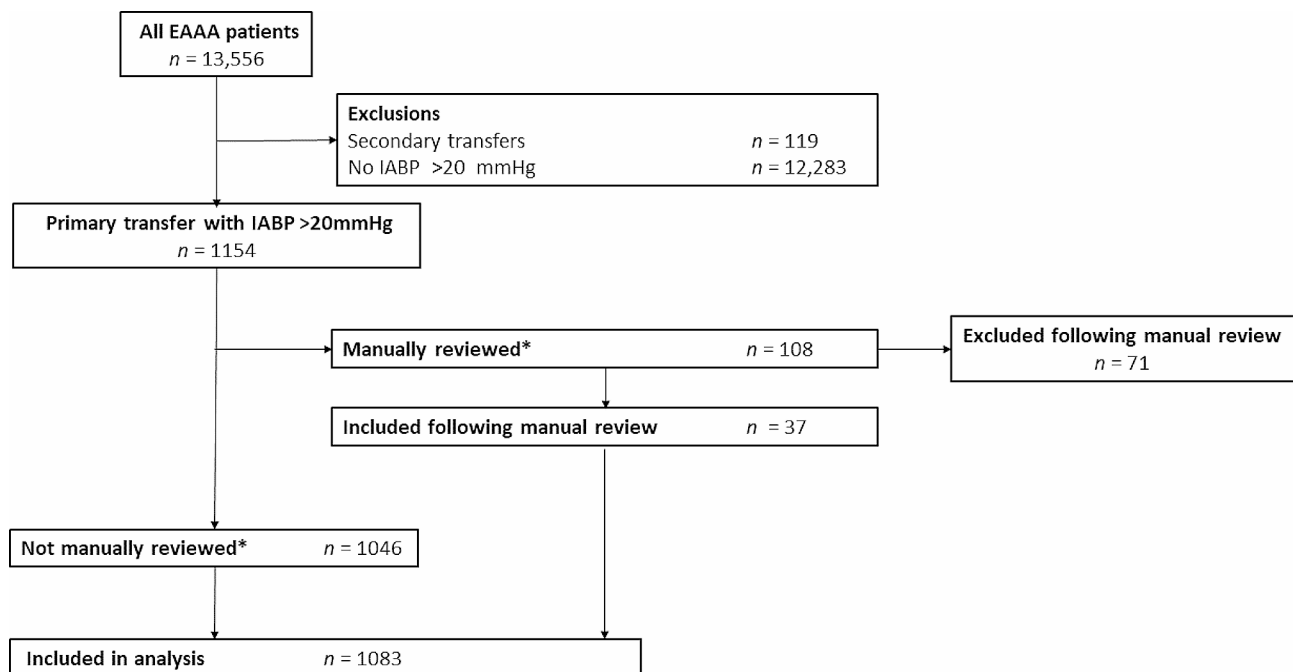 All EAAA patients
n = 13,556
Exclusions
Secondary transfers n = 119
No IABP >20 mmHg n = 12,283
Primary transfer with IABP >20mmHg
n = 1154
Manually reviewed* n = 108
Excluded following manual review
n = 71
Included following manual review n = 37
Not manually reviewed* n = 1046
Included in analysis n = 1083